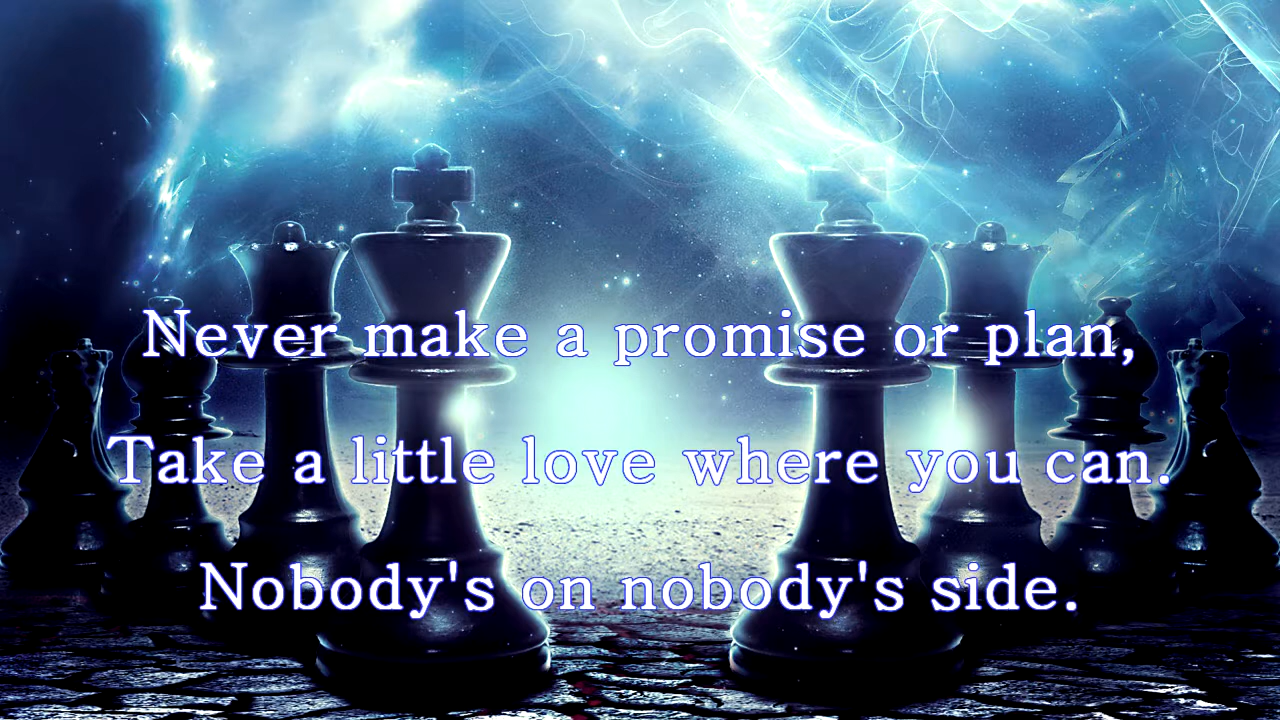 Never make a promise or plan,
Take a little love where you can.
Nobody's on nobody's side.